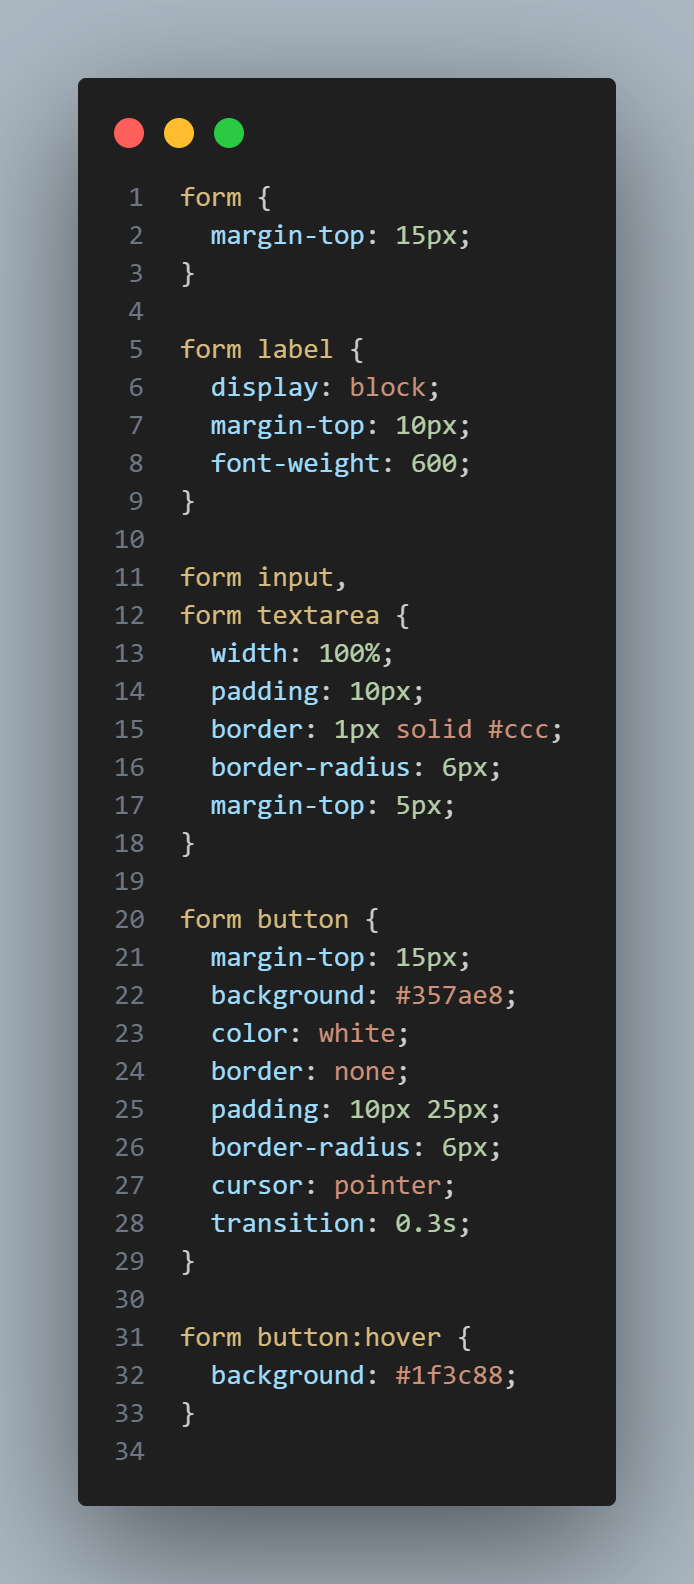 1 form {
2   margin-top: 15px;
3 }
4
5 form label {
6   display: block;
7   margin-top: 10px;
8   font-weight: 600;
9 }
10
11 form input,
12 form textarea {
13   width: 100%;
14   padding: 10px;
15   border: 1px solid #ccc;
16   border-radius: 6px;
17   margin-top: 5px;
18 }
19
20 form button {
21   margin-top: 15px;
22   background: #357ae8;
23   color: white;
24   border: none;
25   padding: 10px 25px;
26   border-radius: 6px;
27   cursor: pointer;
28   transition: 0.3s;
29 }
30
31 form button:hover {
32   background: #1f3c88;
33 }
34